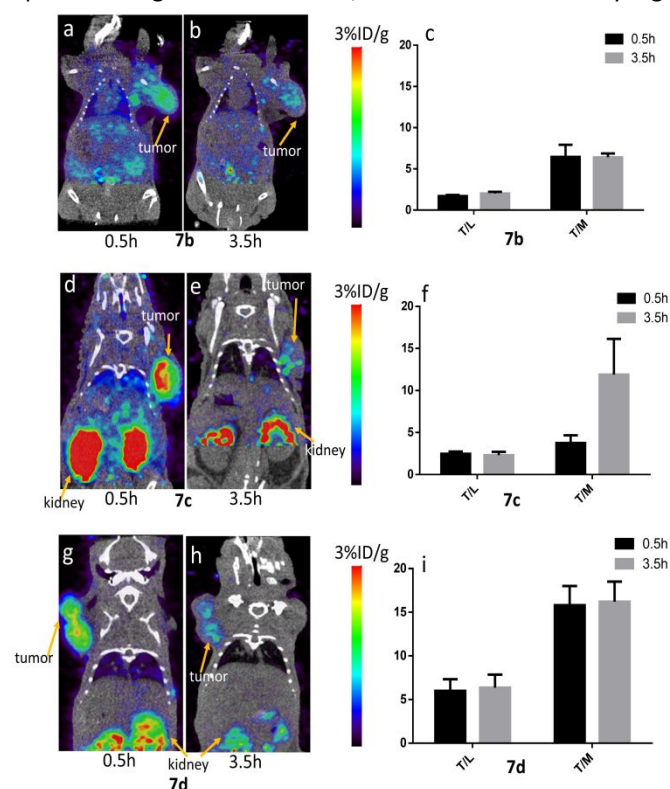 a b 3%ID/g c 0.5h 3.5h
20
15
10
5
0
tumor tumor
T/L T/M
0.5h 7b 3.5h 7b
d e 3%ID/g f 0.5h 3.5h
tumor
tumor
20
15
10
5
0
kidney
kidney
T/L T/M
0.5h 7c 3.5h 7c
g h 3%ID/g i 0.5h 3.5h
20
15
10
5
0
tumor
tumor
kidney
T/L T/M
0.5h 3.5h 7d
7d